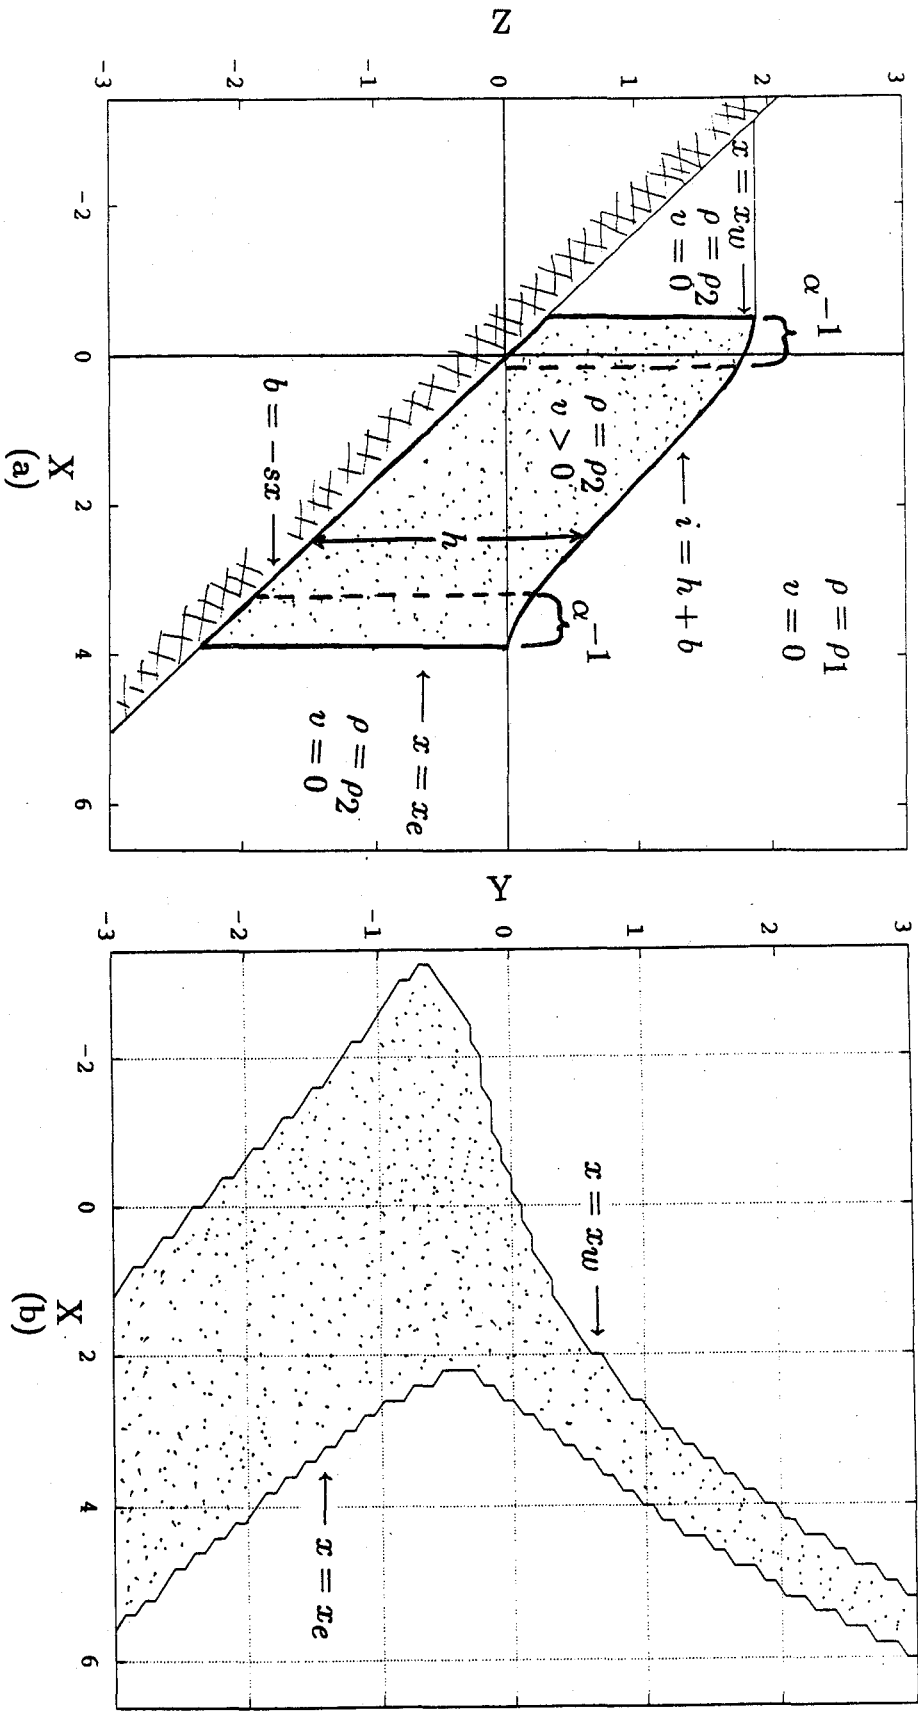 Z
3
2
1
0
-1
-2
-3
-2
0
2
4
6
X
(a)
x = xw →
ρ = ρ2
v = 0
α⁻¹
ρ = ρ1
v = 0
← i = h + b
ρ = ρ2
v > 0
h
α⁻¹
b = -sx →
← x = xe
ρ = ρ2
v = 0
Y
3
2
1
0
-1
-2
-3
-2
0
2
4
6
X
(b)
x = xw →
← x = xe